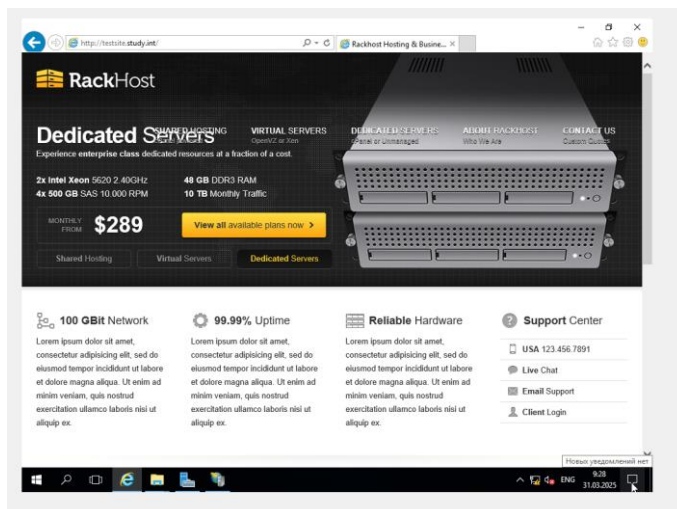 http://testsite.study.int/
Rackhost Hosting & Busine...
RackHost
SHARED HOSTING
VIRTUAL SERVERS
OpenVZ or Xen
DEDICATED SERVERS
cPanel or Unmanaged
ABOUT RACKHOST
Who We Are
CONTACT US
Custom Quotes
Dedicated Servers
Experience enterprise class dedicated resources at a fraction of a cost.
2x Intel Xeon 5620 2.40GHz
48 GB DDR3 RAM
4x 500 GB SAS 10.000 RPM
10 TB Monthly Traffic
MONTHLY
FROM
$289
View all available plans now
Shared Hosting
Virtual Servers
Dedicated Servers
100 GBit Network
Lorem ipsum dolor sit amet,
consectetur adipisicing elit, sed do
eiusmod tempor incididunt ut labore
et dolore magna aliqua. Ut enim ad
minim veniam, quis nostrud
exercitation ullamco laboris nisi ut
aliquip ex.
99.99% Uptime
Lorem ipsum dolor sit amet,
consectetur adipisicing elit, sed do
eiusmod tempor incididunt ut labore
et dolore magna aliqua. Ut enim ad
minim veniam, quis nostrud
exercitation ullamco laboris nisi ut
aliquip ex.
Reliable Hardware
Lorem ipsum dolor sit amet,
consectetur adipisicing elit, sed do
eiusmod tempor incididunt ut labore
et dolore magna aliqua. Ut enim ad
minim veniam, quis nostrud
exercitation ullamco laboris nisi ut
aliquip ex.
Support Center
USA 123.456.7891
Live Chat
Email Support
Client Login
Новых уведомлений нет
ENG
9:28
31.03.2025